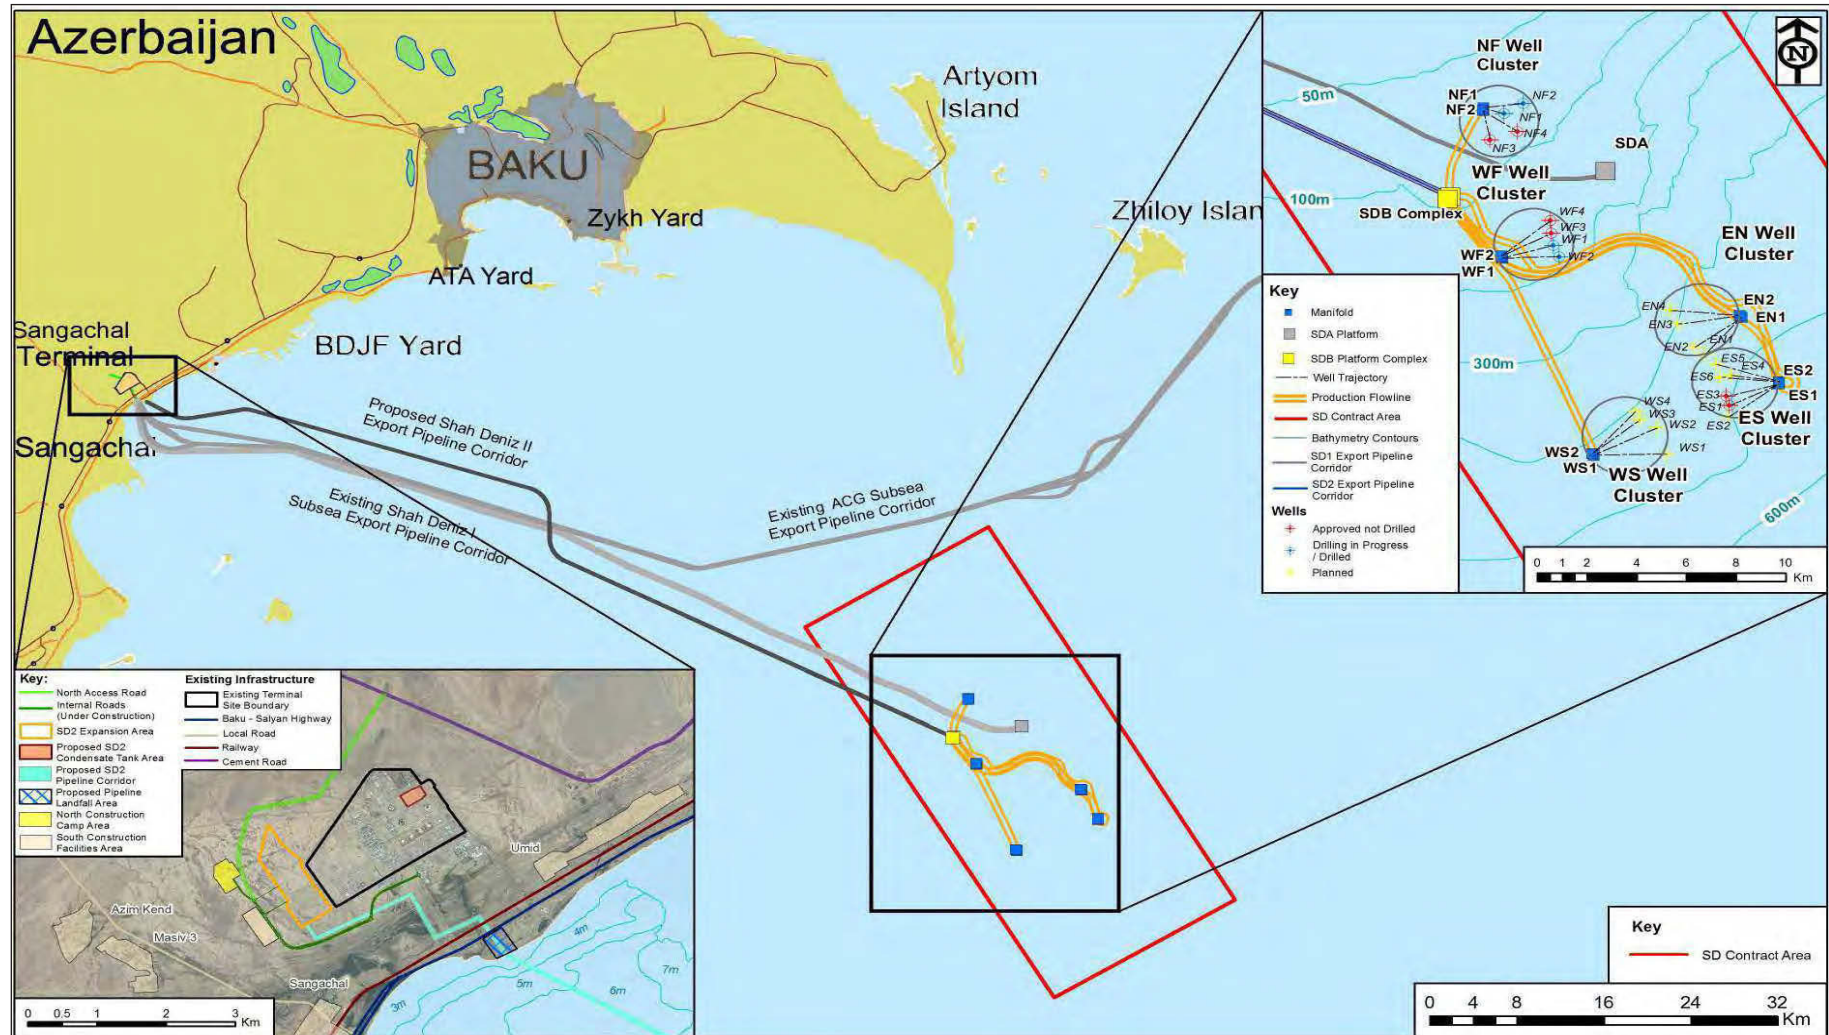 Azerbaijan
BAKU
Artyom
Island
Zykh Yard
Zhiloy Islan
ATA Yard
BDJF Yard
Sangachal
Terminal
Sangachal
Proposed Shah Deniz II
Export Pipeline Corridor
Existing Shah Deniz I
Subsea Export Pipeline Corridor
Existing ACG Subsea
Export Pipeline Corridor
N
NF Well
Cluster
50m
NF1
NF2
NF2
NF1
NF4
NF3
SDA
WF Well
Cluster
100m
SDB Complex
WF4
WF3
WF1
WF2
WF2
WF1
EN Well
Cluster
EN4
EN3
EN2
EN1
EN2
EN1
300m
ES5
ES4
ES6
ES3
ES1
ES2
ES2
ES1
ES Well
Cluster
WS4
WS3
WS2
WS1
WS2
WS1
WS Well
Cluster
600m
Key
Manifold
SDA Platform
SDB Platform Complex
Well Trajectory
Production Flowline
SD Contract Area
Bathymetry Contours
SD1 Export Pipeline
Corridor
SD2 Export Pipeline
Corridor
Wells
Approved not Drilled
Drilling in Progress
/ Drilled
Planned
0 1 2 4 6 8 10
Km
Key:
North Access Road
Internal Roads
(Under Construction)
SD2 Expansion Area
Proposed SD2
Condensate Tank Area
Proposed SD2
Pipeline Corridor
Proposed Pipeline
Landfall Area
North Construction
Camp Area
South Construction
Facilities Area
Existing Infrastructure
Existing Terminal
Site Boundary
Baku - Salyan Highway
Local Road
Railway
Cement Road
Umid
Azim Kend
Masiv 3
Sangachal
3m
4m
5m
6m
7m
0 0.5 1 2 3
Km
Key
SD Contract Area
0 4 8 16 24 32
Km